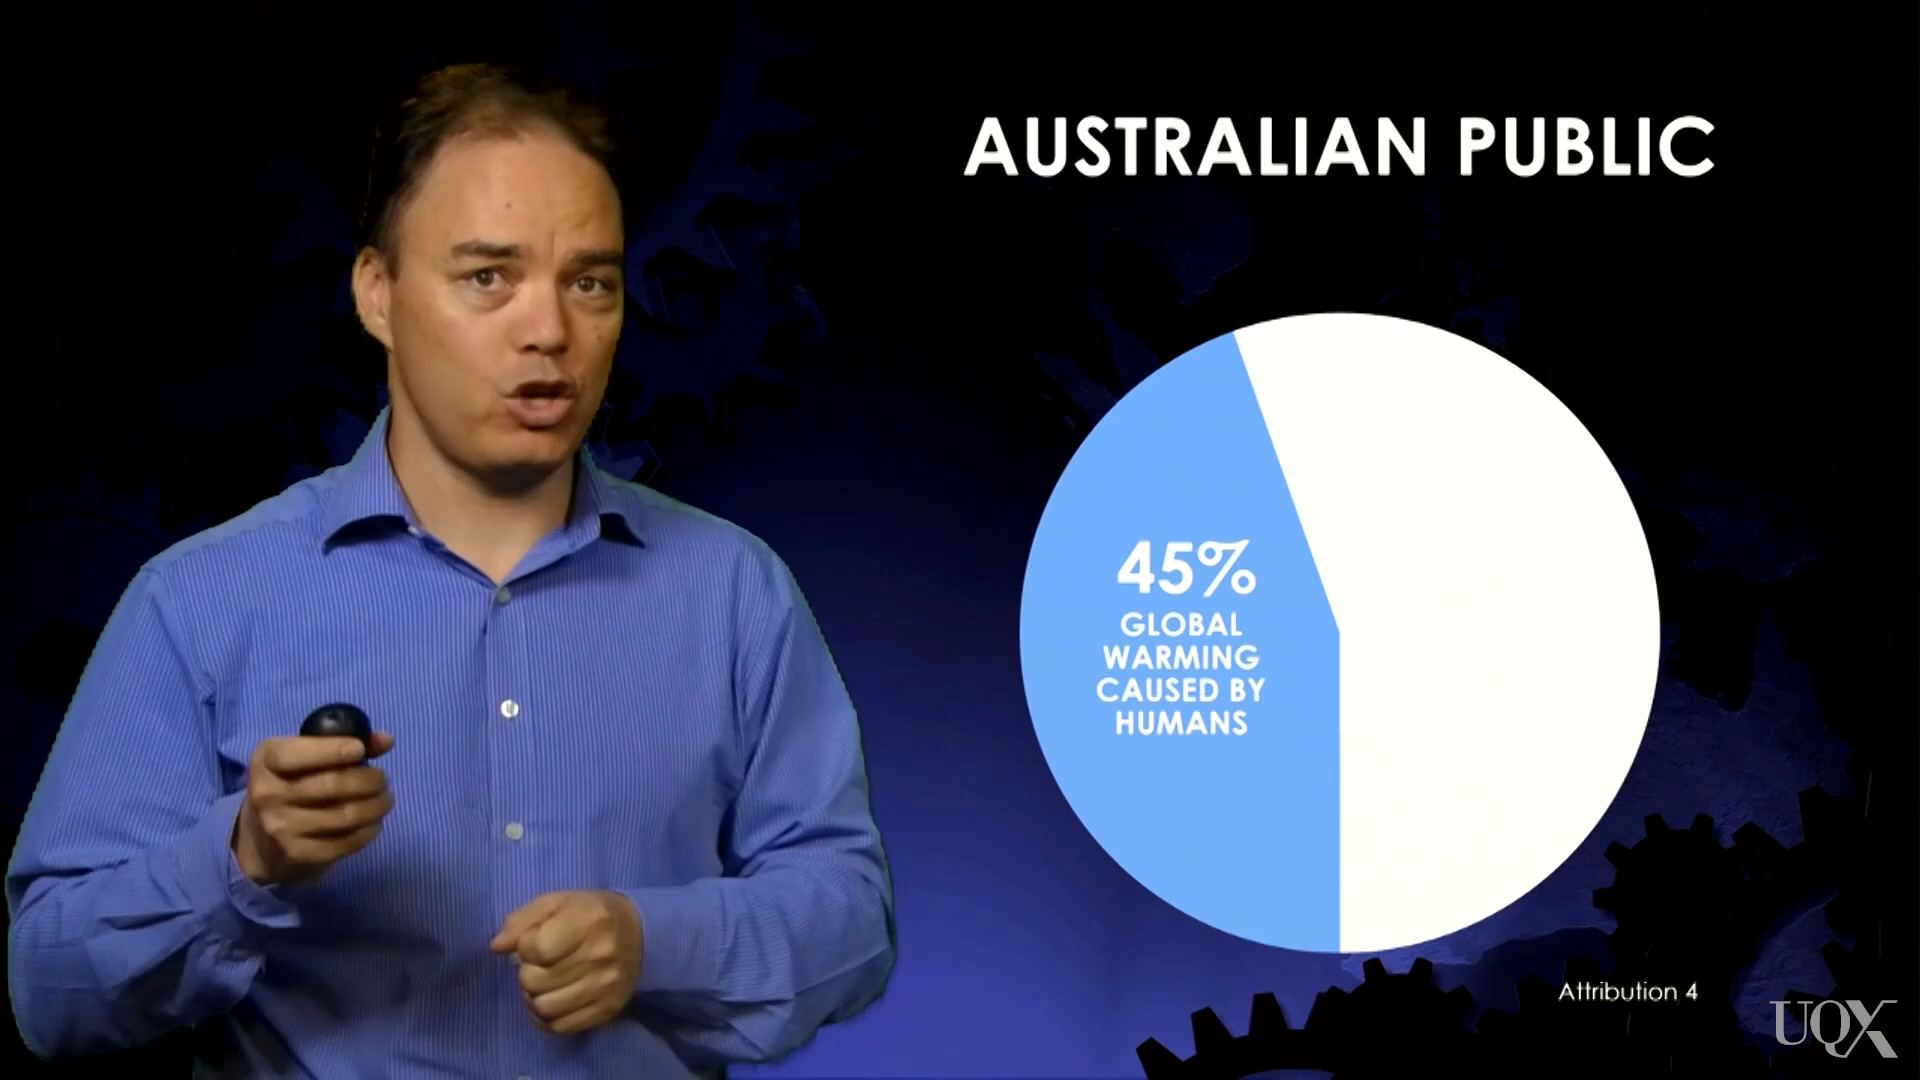 AUSTRALIAN PUBLIC
45%
GLOBAL
WARMING
CAUSED BY
HUMANS
Attribution 4
UQX